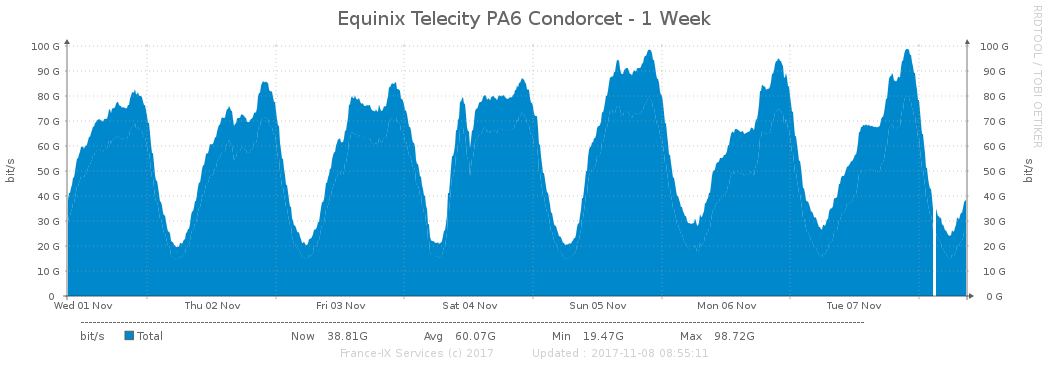 Equinix Telecity PA6 Condorcet - 1 Week
RRDTOOL / TOBI OETIKER
bit/s
100 G
90 G
80 G
70 G
60 G
50 G
40 G
30 G
20 G
10 G
0
100 G
90 G
80 G
70 G
60 G
50 G
40 G
30 G
20 G
10 G
0 G
bit/s
Wed 01 Nov Thu 02 Nov Fri 03 Nov Sat 04 Nov Sun 05 Nov Mon 06 Nov Tue 07 Nov
bit/s Total Now 38.81G Avg 60.07G Min 19.47G Max 98.72G
France-IX Services (c) 2017 Updated : 2017-11-08 08:55:11